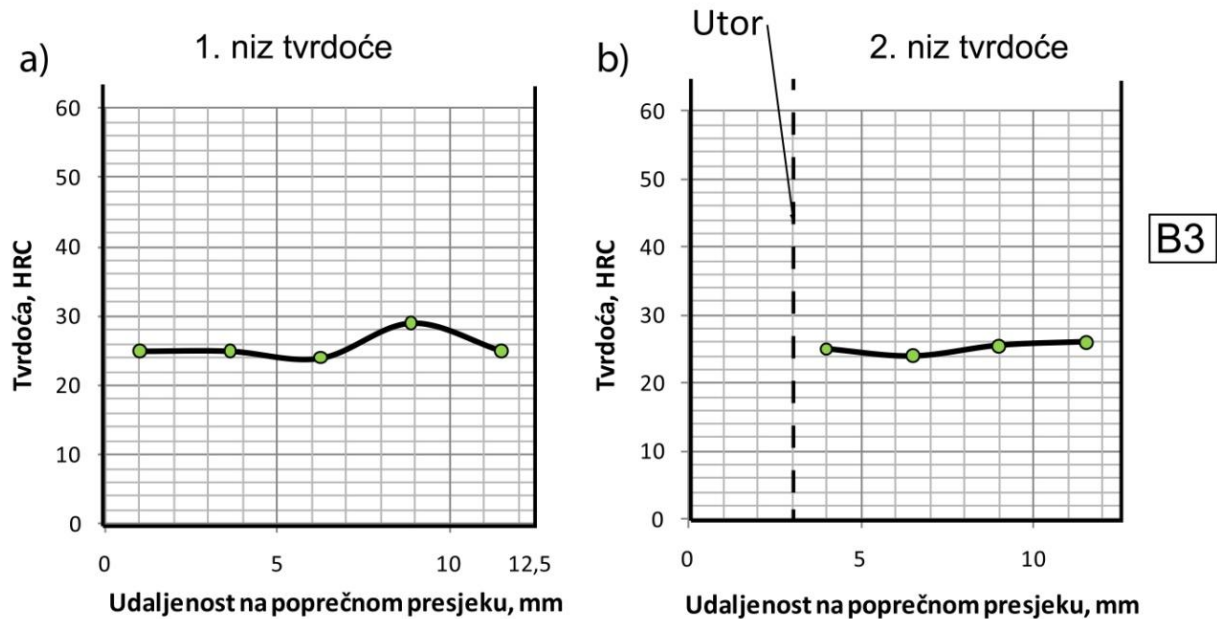 a)
1. niz tvrdoće
Tvrdoća, HRC
60
50
40
30
20
10
0
0 5 10 12,5
Udaljenost na poprečnom presjeku, mm
b)
Utor
2. niz tvrdoće
Tvrdoća, HRC
60
50
40
30
20
10
0
0 5 10
Udaljenost na poprečnom presjeku, mm
B3